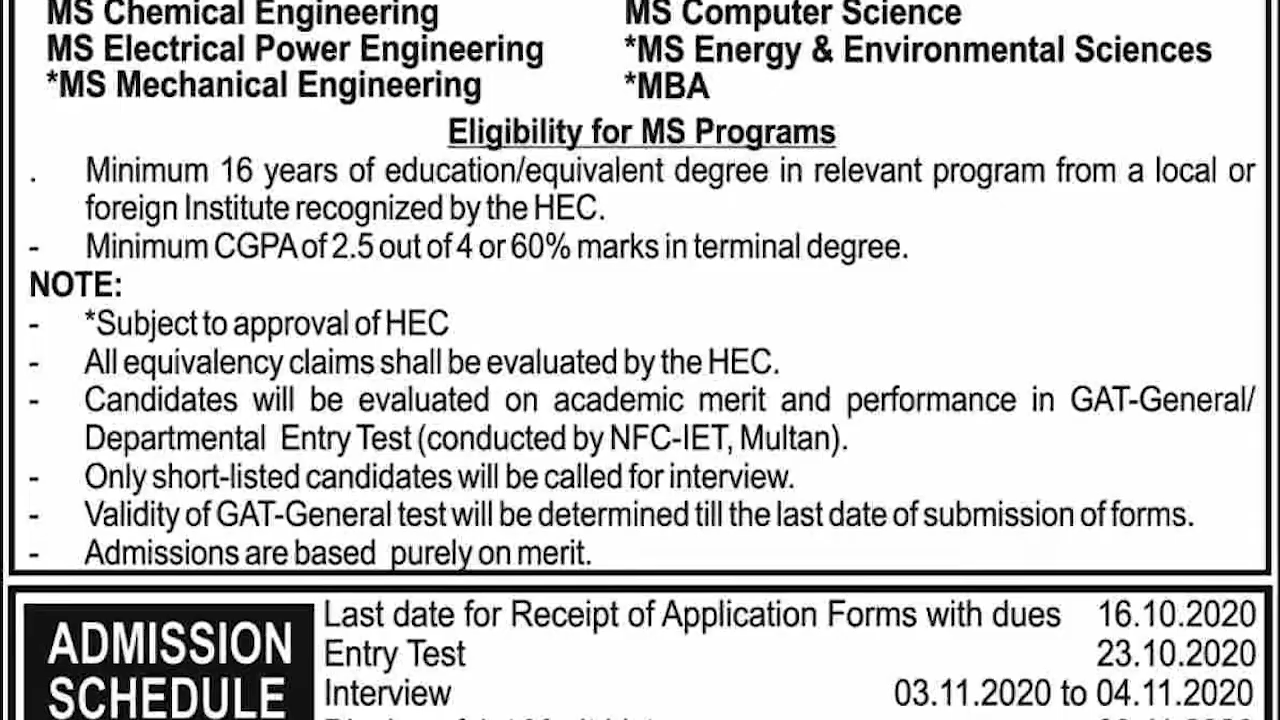 MS Chemical Engineering MS Computer Science
MS Electrical Power Engineering *MS Energy & Environmental Sciences
*MS Mechanical Engineering *MBA
Eligibility for MS Programs
. Minimum 16 years of education/equivalent degree in relevant program from a local or
foreign Institute recognized by the HEC.
- Minimum CGPA of 2.5 out of 4 or 60% marks in terminal degree.
NOTE:
- *Subject to approval of HEC
- All equivalency claims shall be evaluated by the HEC.
- Candidates will be evaluated on academic merit and performance in GAT-General/
Departmental Entry Test (conducted by NFC-IET, Multan).
- Only short-listed candidates will be called for interview.
- Validity of GAT-General test will be determined till the last date of submission of forms.
- Admissions are based purely on merit.
ADMISSION
SCHEDULE
Last date for Receipt of Application Forms with dues 16.10.2020
Entry Test 23.10.2020
Interview 03.11.2020 to 04.11.2020